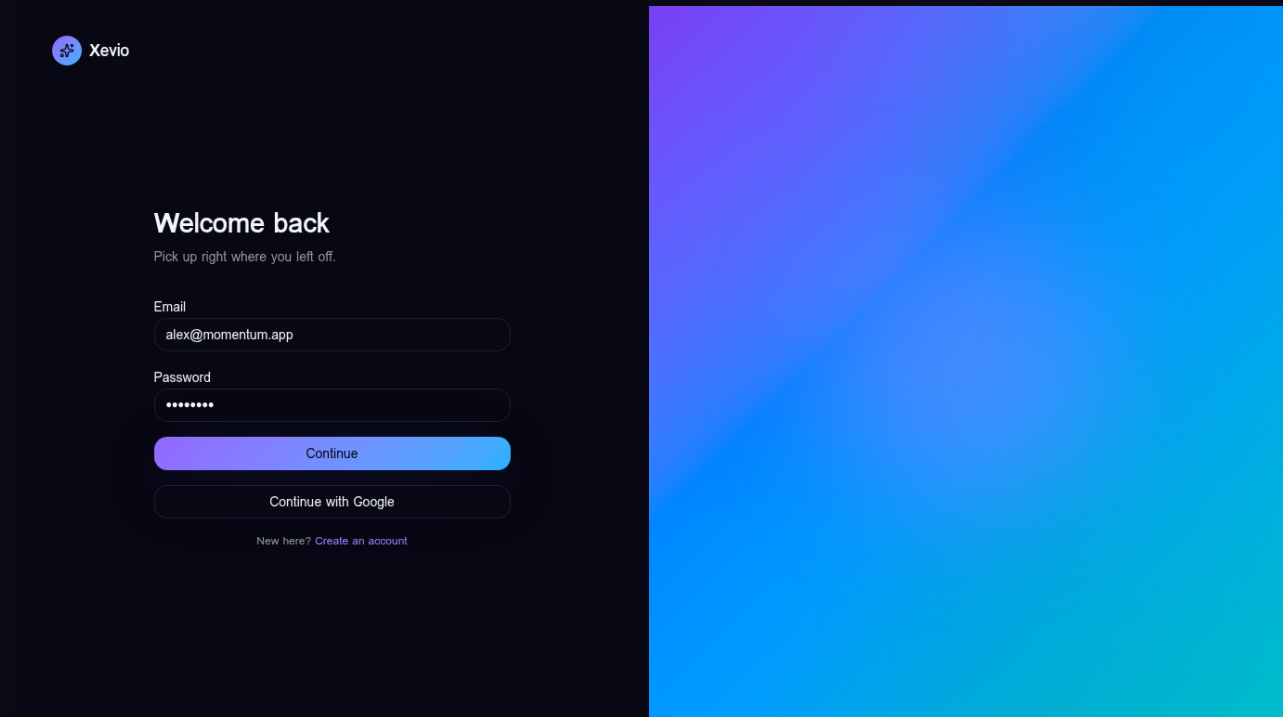 Xevio
Welcome back
Pick up right where you left off.
Email
alex@momentum.app
Password
••••••••
Continue
Continue with Google
New here? Create an account